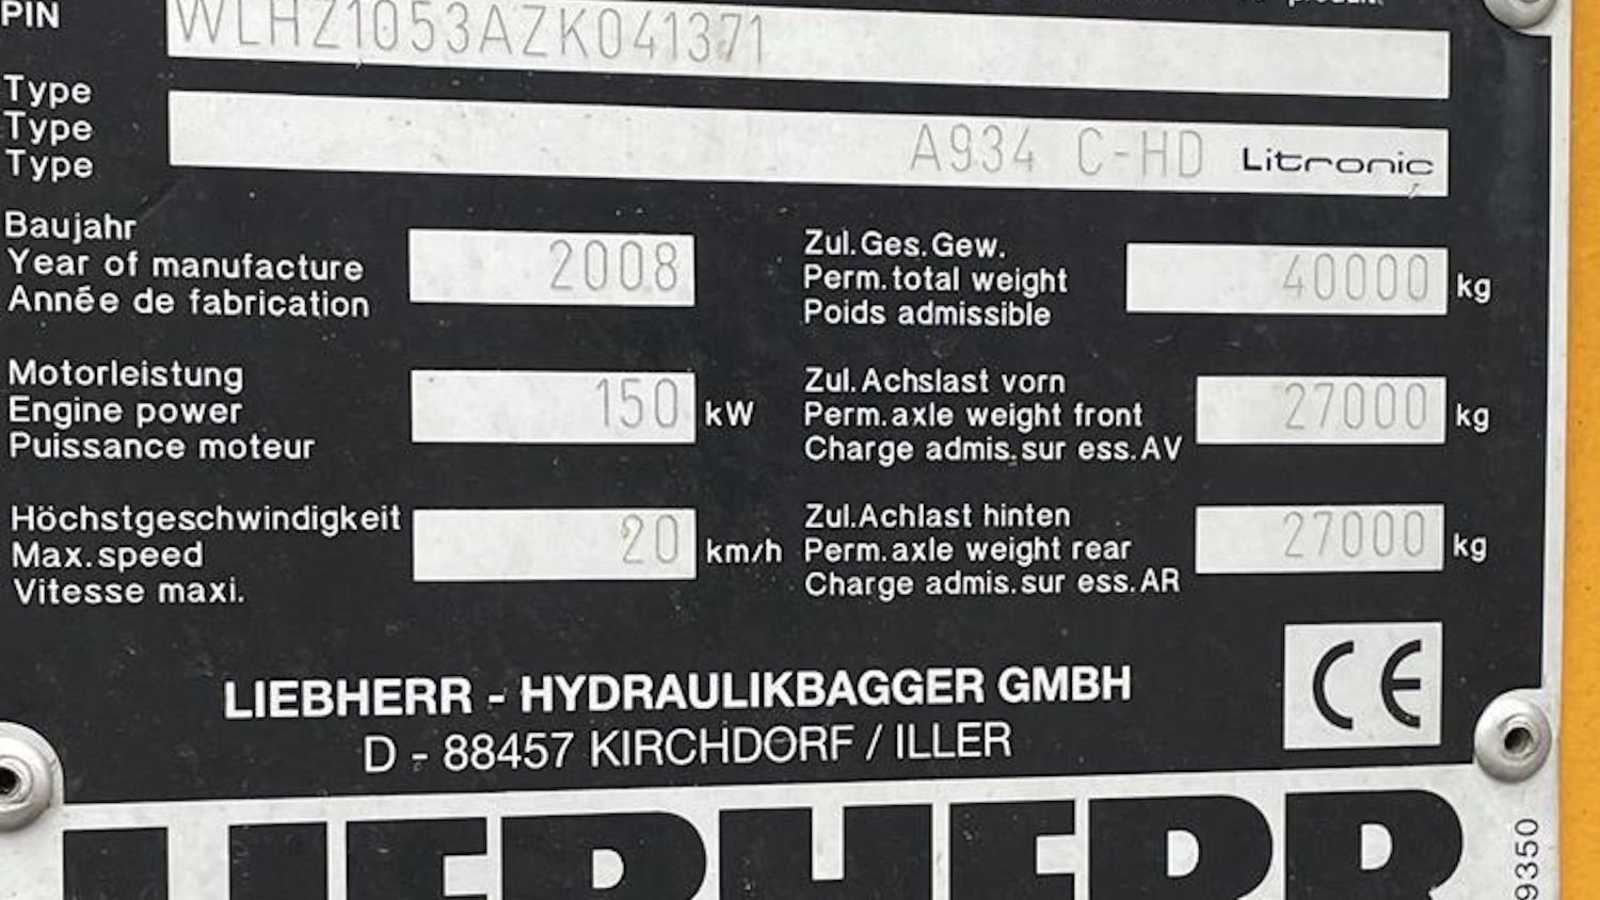 produkt.
PIN WLHZ1053AZK041371
Type
Type A934 C-HD Litronic
Type
Baujahr
Year of manufacture 2008
Année de fabrication
Zul.Ges.Gew.
Perm.total weight 40000 kg
Poids admissible
Motorleistung
Engine power 150 kW
Puissance moteur
Zul.Achslast vorn
Perm.axle weight front 27000 kg
Charge admis.sur ess.AV
Höchstgeschwindigkeit
Max.speed 20 km/h
Vitesse maxi.
Zul.Achlast hinten
Perm.axle weight rear 27000 kg
Charge admis.sur ess.AR
CE
LIEBHERR - HYDRAULIKBAGGER GMBH
D - 88457 KIRCHDORF / ILLER
LIEBHERR
9350